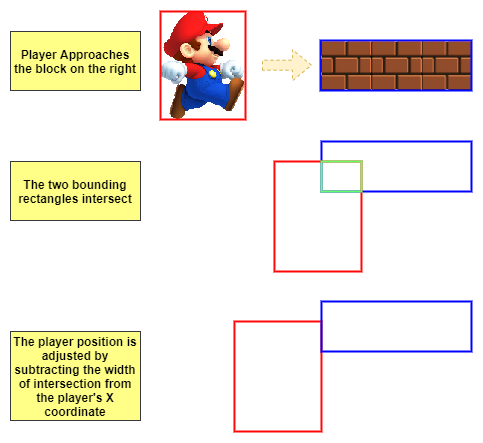 Player Approaches
the block on the right
The two bounding
rectangles intersect
The player position is
adjusted by
subtracting the width
of intersection from
the player's X
coordinate